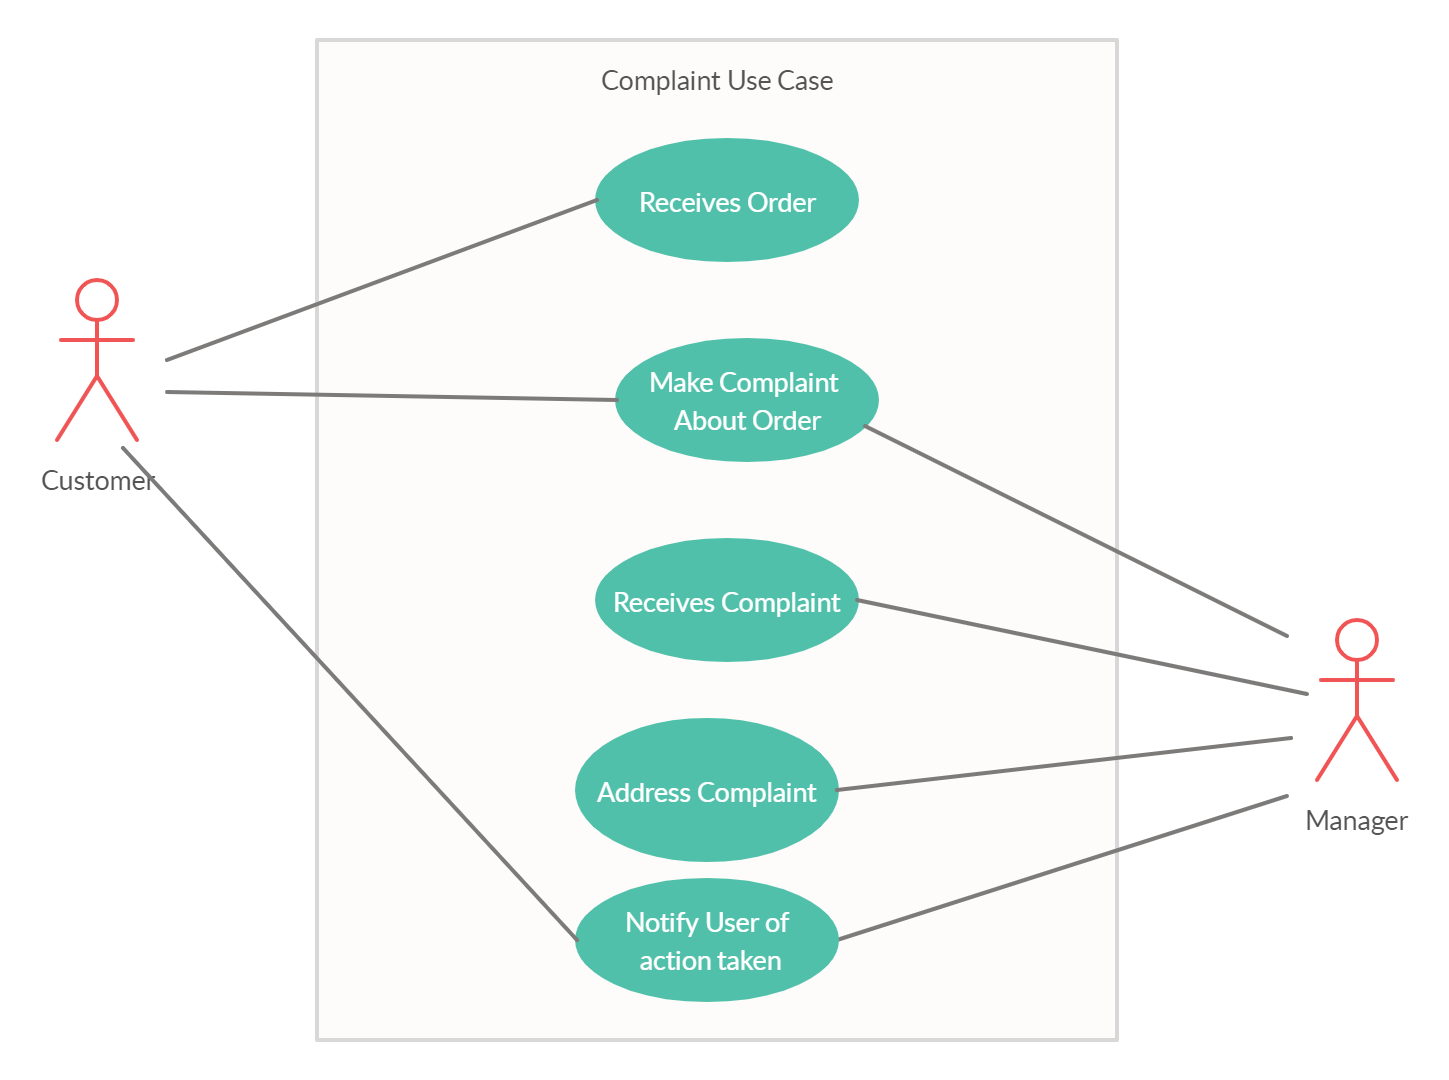 Complaint Use Case
Receives Order
Make Complaint
About Order
Customer
Receives Complaint
Address Complaint
Manager
Notify User of
action taken